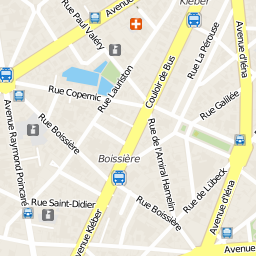 Avenue
Kléber
Rue Paul
Valéry
Rue La Pérouse
Avenue d'Iéna
Rue Lauriston
Couloir de Bus
Rue Copernic
Rue Galilée
Avenue Raymond Poincaré
Rue Boissière
Rue de l'Amiral Hamelin
Boissière
Rue de Lübeck
Avenue d'Iéna
Rue Saint-Didier
Rue Boissière
Avenue Kléber
Avenue